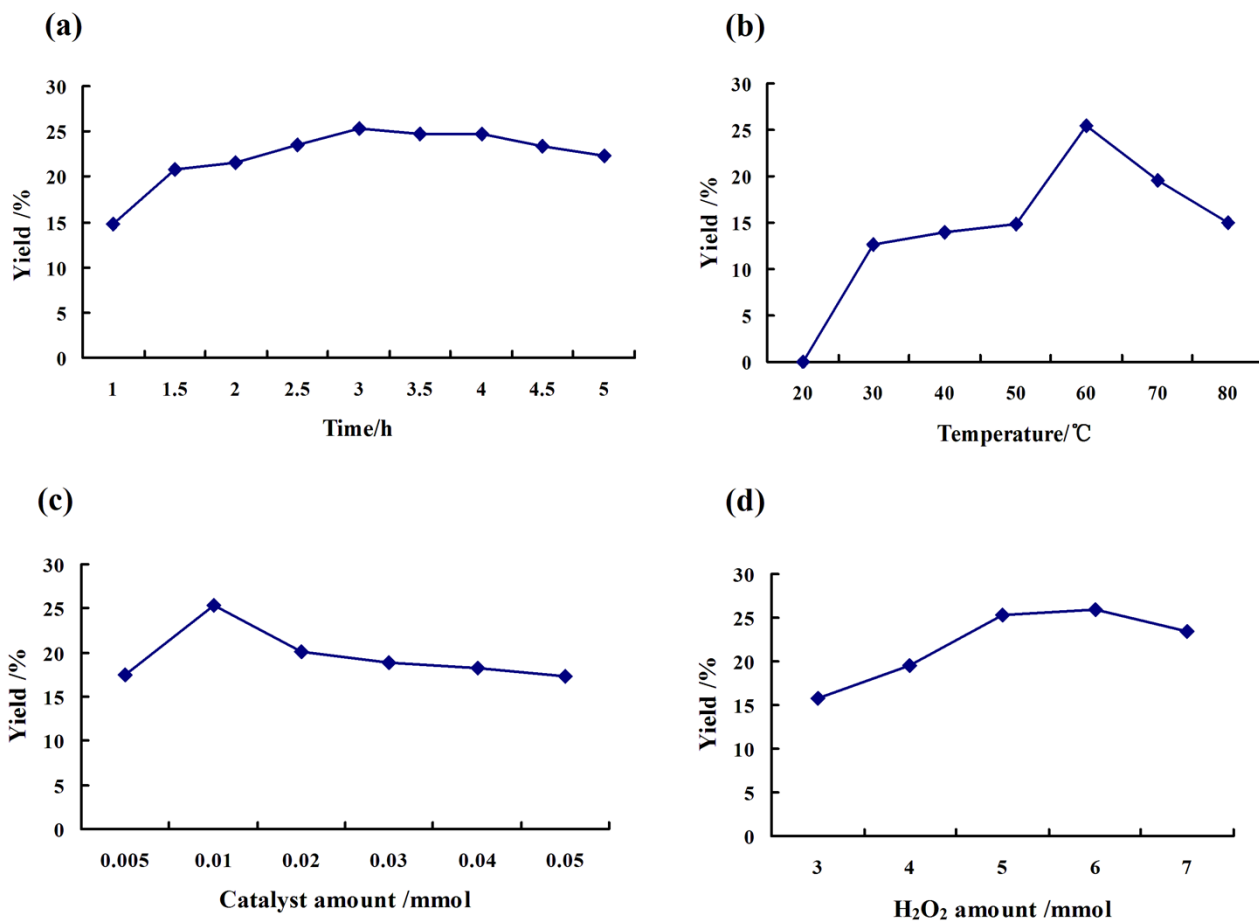 (a)
30
25
20
15
10
5
0
Yield /%
1 1.5 2 2.5 3 3.5 4 4.5 5
Time/h
(b)
30
25
20
15
10
5
0
Yield /%
20 30 40 50 60 70 80
Temperature/℃
(c)
30
25
20
15
10
5
0
Yield /%
0.005 0.01 0.02 0.03 0.04 0.05
Catalyst amount /mmol
(d)
30
25
20
15
10
5
0
Yield /%
3 4 5 6 7
H₂O₂ amount /mmol